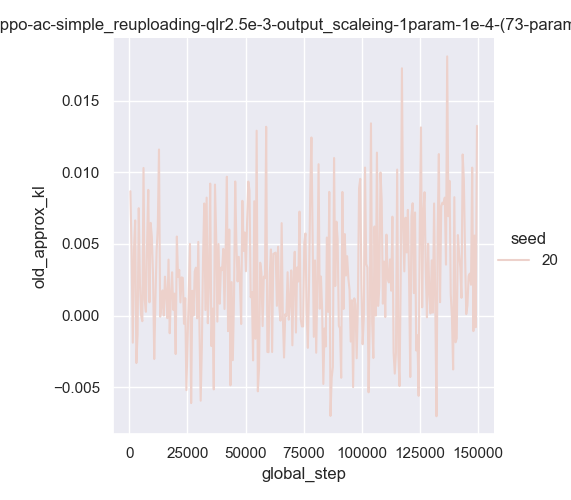 ppo-ac-simple_reuploading-qlr2.5e-3-output_scaleing-1param-1e-4-(73-param
old_approx_kl
0.015
0.010
0.005
0.000
−0.005
0 25000 50000 75000 100000 125000 150000
global_step
seed
20